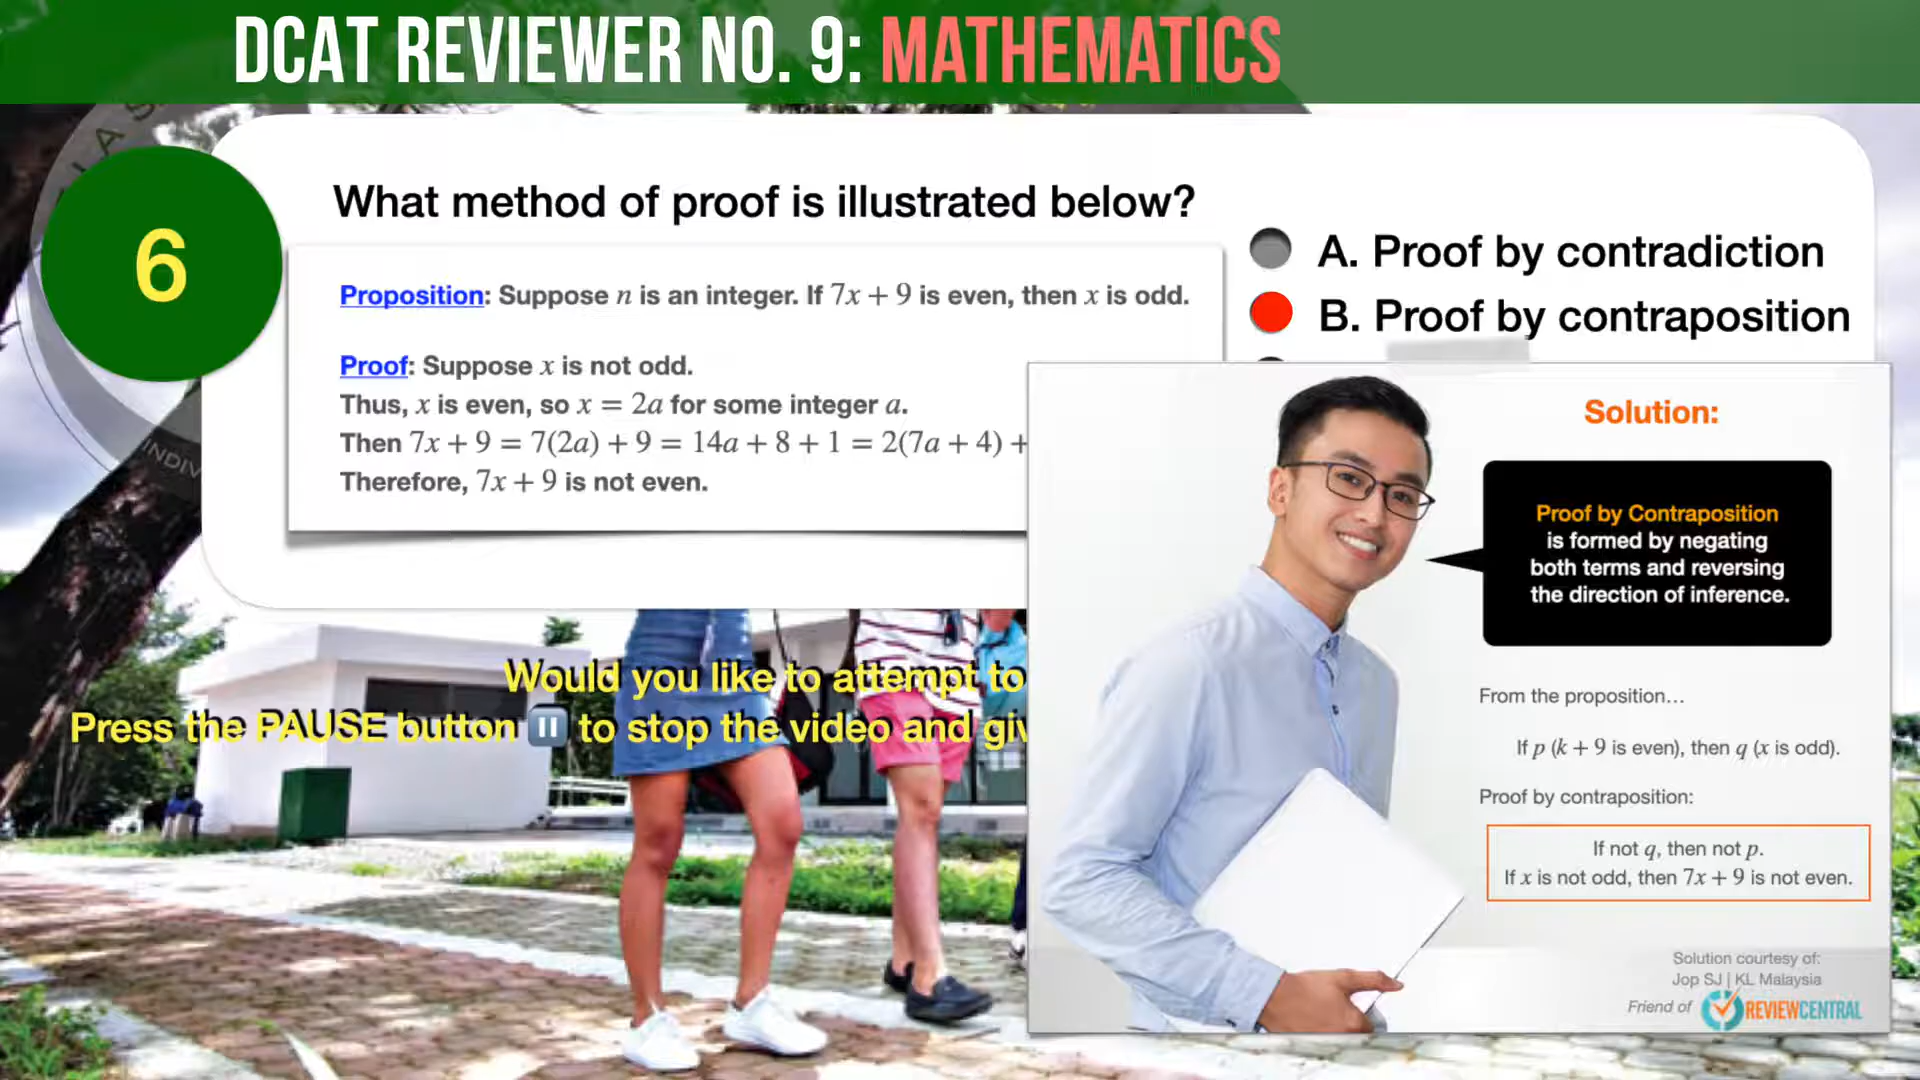 DCAT REVIEWER NO. 9: MATHEMATICS
6
What method of proof is illustrated below?
Proposition: Suppose n is an integer. If 7x + 9 is even, then x is odd.
Proof: Suppose x is not odd.
Thus, x is even, so x = 2a for some integer a.
Then 7x + 9 = 7(2a) + 9 = 14a + 8 + 1 = 2(7a + 4) +
Therefore, 7x + 9 is not even.
A. Proof by contradiction
B. Proof by contraposition
Would you like to attempt to
Press the PAUSE button ⏸ to stop the video and
Solution:
Proof by Contraposition
is formed by negating
both terms and reversing
the direction of inference.
From the proposition…
If p (k + 9 is even), then q (x is odd).
Proof by contraposition:
If not q, then not p.
If x is not odd, then 7x + 9 is not even.
Solution courtesy of:
Jop SJ | KL Malaysia
Friend of REVIEWCENTRAL